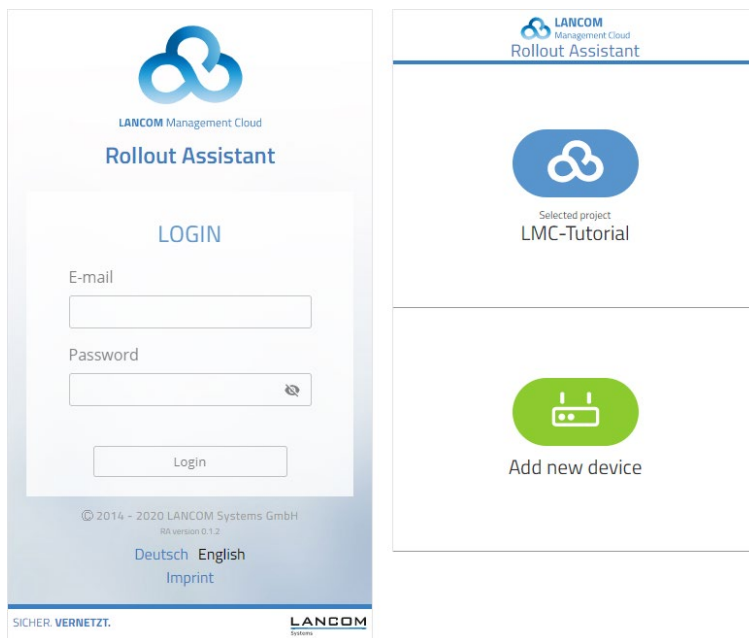 LANCOM Management Cloud
Rollout Assistant
LOGIN
E-mail
Password
Login
© 2014 - 2020 LANCOM Systems GmbH
RA version 0.1.2
Deutsch English
Imprint
SICHER. VERNETZT.
LANCOM
Systems
LANCOM
Management Cloud
Rollout Assistant
Selected project
LMC-Tutorial
Add new device